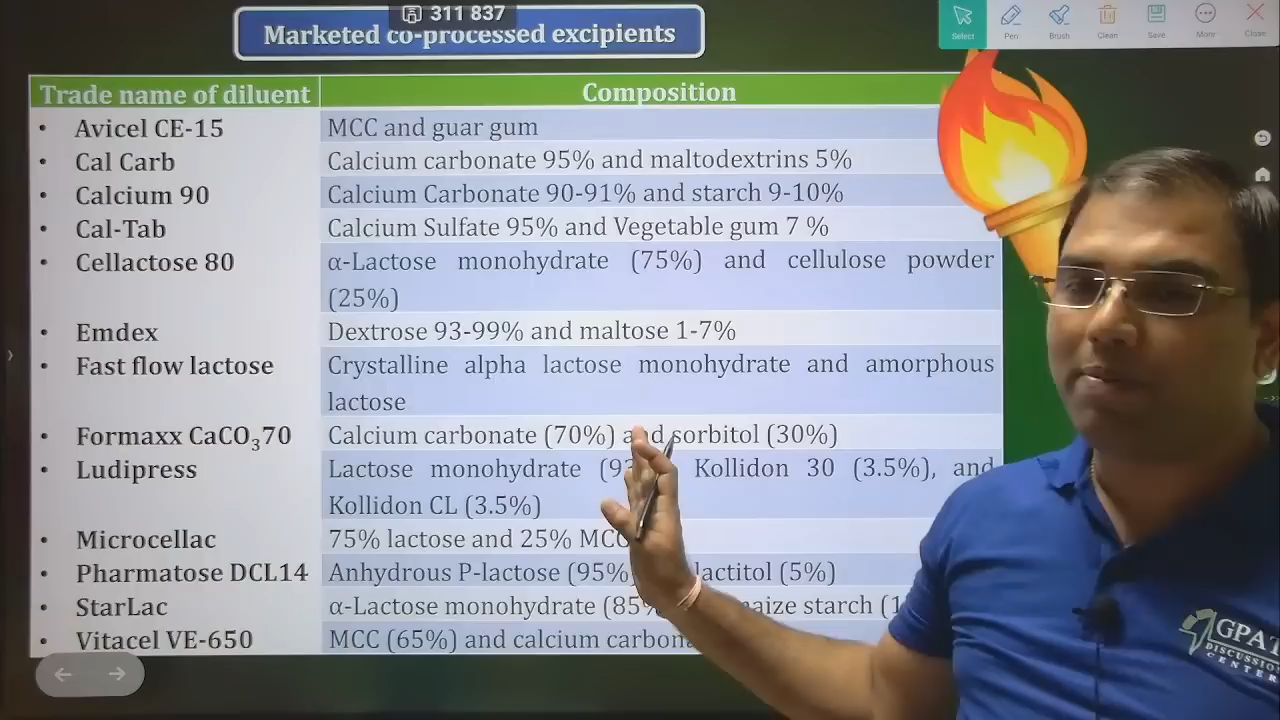 311 837
Marketed co-processed excipients
Select
Pen
Brush
Clean
Save
More
Close
Trade name of diluent Composition
• Avicel CE-15 MCC and guar gum
• Cal Carb Calcium carbonate 95% and maltodextrins 5%
• Calcium 90 Calcium Carbonate 90-91% and starch 9-10%
• Cal-Tab Calcium Sulfate 95% and Vegetable gum 7 %
• Cellactose 80 α-Lactose monohydrate (75%) and cellulose powder
(25%)
• Emdex Dextrose 93-99% and maltose 1-7%
• Fast flow lactose Crystalline alpha lactose monohydrate and amorphous
lactose
• Formaxx CaCO₃70 Calcium carbonate (70%) and sorbitol (30%)
• Ludipress Lactose monohydrate Kollidon 30 (3.5%), and
Kollidon CL (3.5%)
• Microcellac 75% lactose and 25% MCC
• Pharmatose DCL14 Anhydrous P-lactose (95%) lactitol (5%)
• StarLac α-Lactose monohydrate (85% starch
• Vitacel VE-650 MCC (65%) and calcium
GPAT
DISCUSSION
CENTER